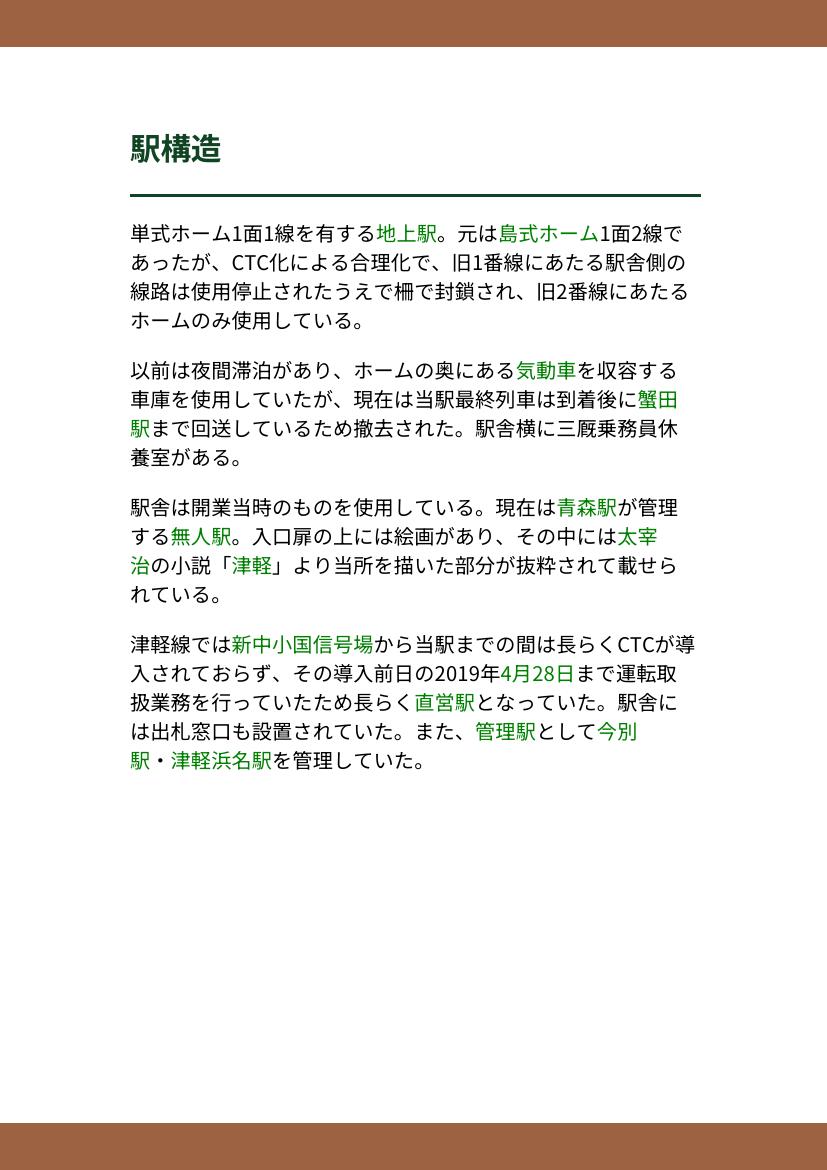 駅構造
単式ホーム1面1線を有する地上駅。元は島式ホーム1面2線で
あったが、CTC化による合理化で、旧1番線にあたる駅舎側の
線路は使用停止されたうえで柵で封鎖され、旧2番線にあたる
ホームのみ使用している。
以前は夜間滞泊があり、ホームの奥にある気動車を収容する
車庫を使用していたが、現在は当駅最終列車は到着後に蟹田
駅まで回送しているため撤去された。駅舎横に三厩乗務員休
養室がある。
駅舎は開業当時のものを使用している。現在は青森駅が管理
する無人駅。入口扉の上には絵画があり、その中には太宰
治の小説「津軽」より当所を描いた部分が抜粋されて載せら
れている。
津軽線では新中小国信号場から当駅までの間は長らくCTCが導
入されておらず、その導入前日の2019年4月28日まで運転取
扱業務を行っていたため長らく直営駅となっていた。駅舎に
は出札窓口も設置されていた。また、管理駅として今別
駅・津軽浜名駅を管理していた。